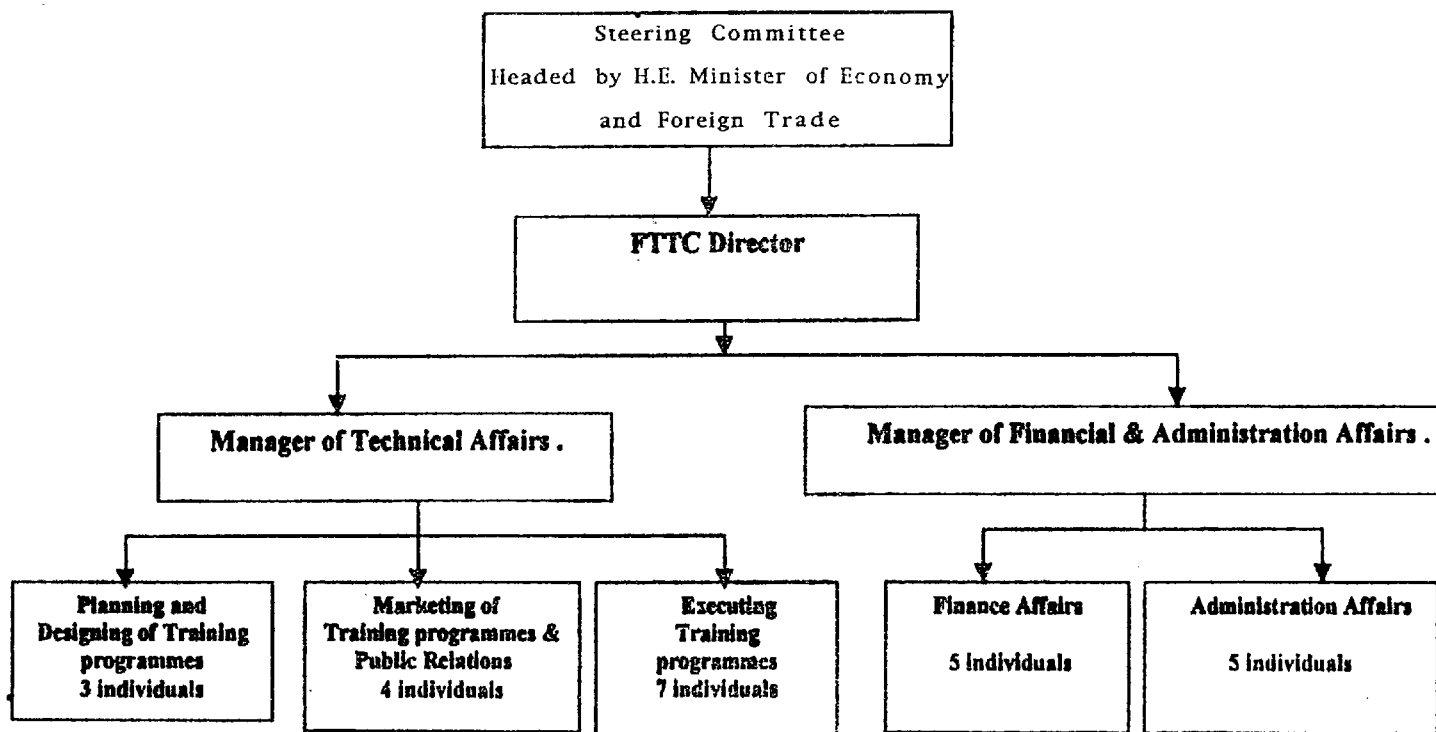 Steering Committee
Headed by H.E. Minister of Economy
and Foreign Trade
FTTC Director
Manager of Technical Affairs .
Manager of Financial & Administration Affairs .
Planning and
Designing of Training
programmes
3 individuals
Marketing of
Training programmes &
Public Relations
4 individuals
Executing
Training
programmes
7 individuals
Finance Affairs
5 individuals
Administration Affairs
5 individuals